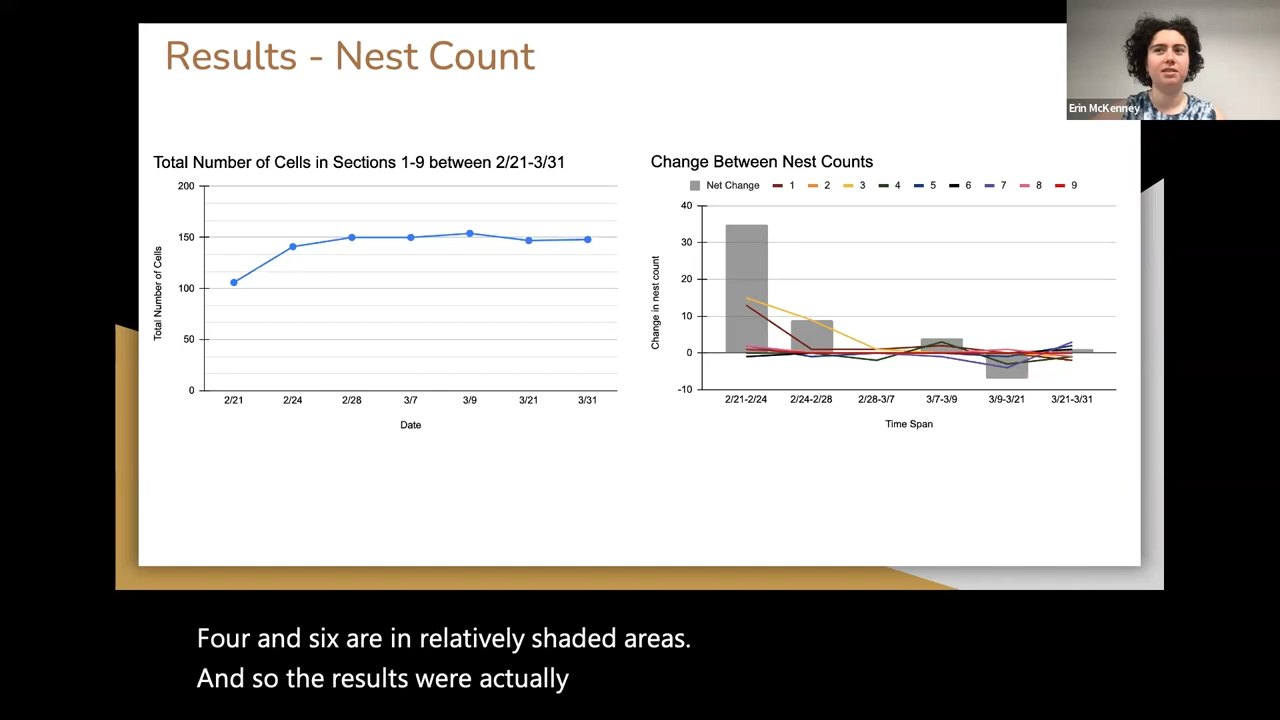 Results - Nest Count
Erin McKenney
Total Number of Cells in Sections 1-9 between 2/21-3/31
Total Number of Cells
200
150
100
50
0
2/21 2/24 2/28 3/7 3/9 3/21 3/31
Date
Change Between Nest Counts
Net Change 1 2 3 4 5 6 7 8 9
Change in nest count
40
30
20
10
0
-10
2/21-2/24 2/24-2/28 2/28-3/7 3/7-3/9 3/9-3/21 3/21-3/31
Time Span
Four and six are in relatively shaded areas.
And so the results were actually